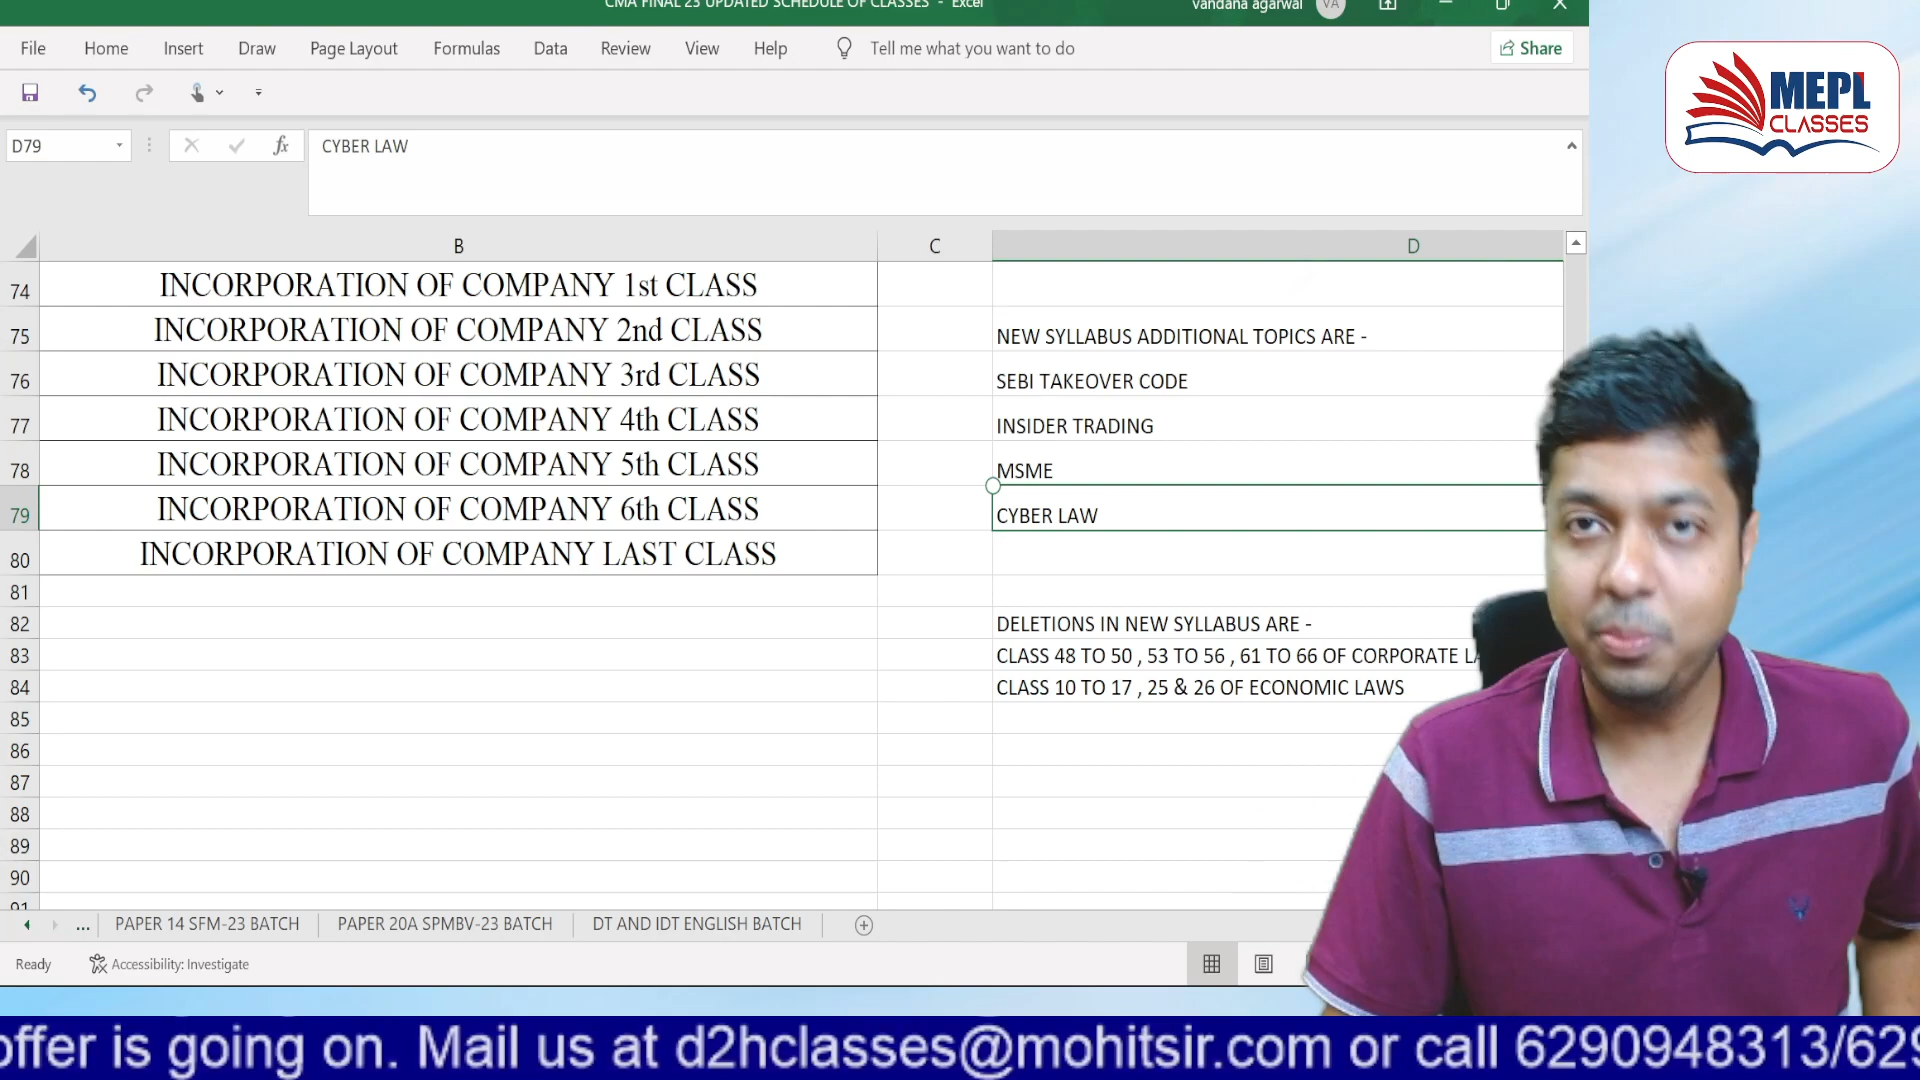 CMA FINAL 23 UPDATED SCHEDULE OF CLASSES - Excel
vandana agarwal
VA
File Home Insert Draw Page Layout Formulas Data Review View Help Tell me what you want to do Share
D79 fx CYBER LAW
B C D
74 INCORPORATION OF COMPANY 1st CLASS
75 INCORPORATION OF COMPANY 2nd CLASS NEW SYLLABUS ADDITIONAL TOPICS ARE -
76 INCORPORATION OF COMPANY 3rd CLASS SEBI TAKEOVER CODE
77 INCORPORATION OF COMPANY 4th CLASS INSIDER TRADING
78 INCORPORATION OF COMPANY 5th CLASS MSME
79 INCORPORATION OF COMPANY 6th CLASS CYBER LAW
80 INCORPORATION OF COMPANY LAST CLASS
81
82 DELETIONS IN NEW SYLLABUS ARE -
83 CLASS 48 TO 50 , 53 TO 56 , 61 TO 66 OF CORPORATE
84 CLASS 10 TO 17 , 25 & 26 OF ECONOMIC LAWS
85
86
87
88
89
90
91
... PAPER 14 SFM-23 BATCH PAPER 20A SPMBV-23 BATCH DT AND IDT ENGLISH BATCH
Ready Accessibility: Investigate
MEPL
CLASSES
offer is going on. Mail us at d2hclasses@mohitsir.com or call 6290948313/629